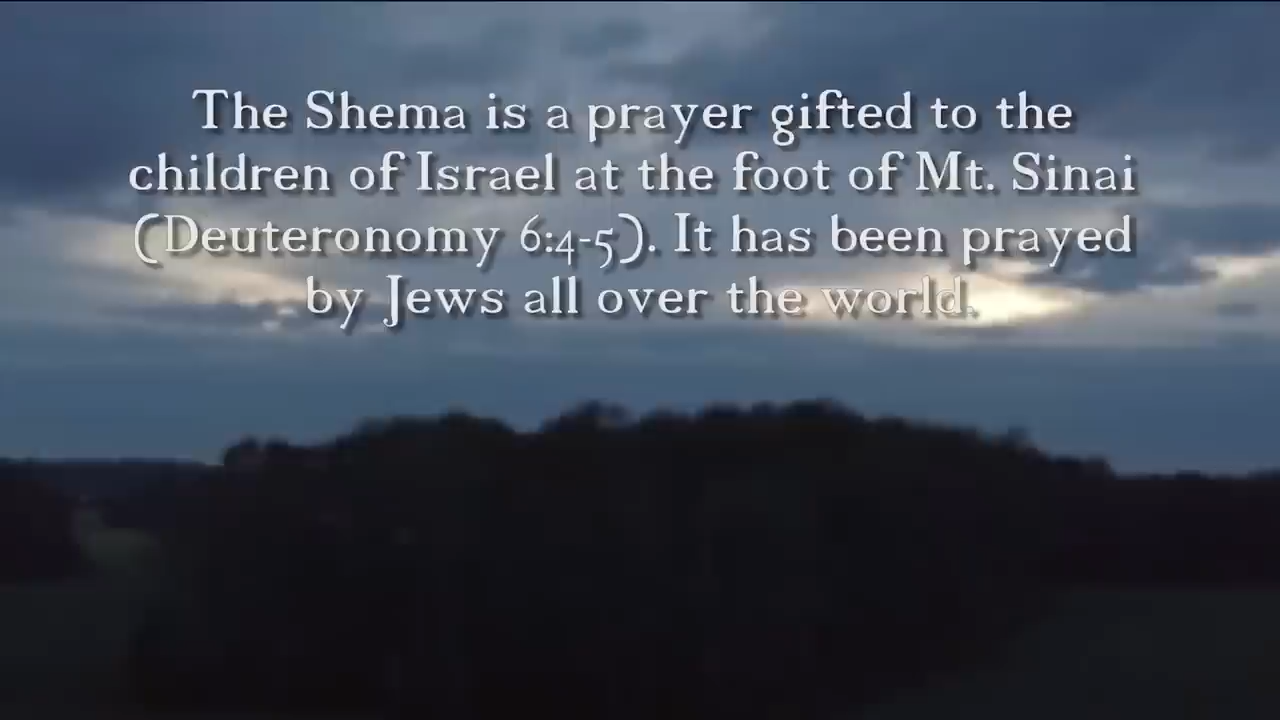 The Shema is a prayer gifted to the
children of Israel at the foot of Mt. Sinai
(Deuteronomy 6:4-5). It has been prayed
by Jews all over the world.